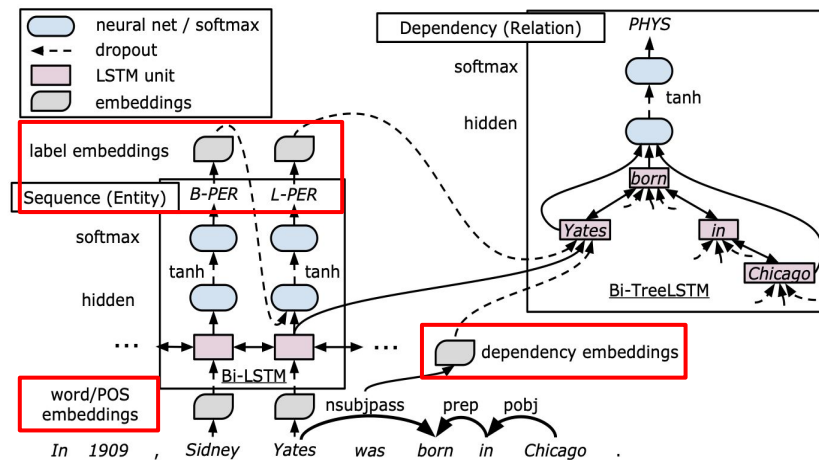 neural net / softmax
dropout
LSTM unit
embeddings
Dependency (Relation)
PHYS
softmax
tanh
hidden
born
Yates
in
Chicago
Bi-TreeLSTM
label embeddings
Sequence (Entity)
B-PER L-PER
softmax
tanh tanh
hidden
... ...
Bi-LSTM
dependency embeddings
word/POS
embeddings
nsubjpass prep pobj
In 1909 , Sidney Yates was born in Chicago .